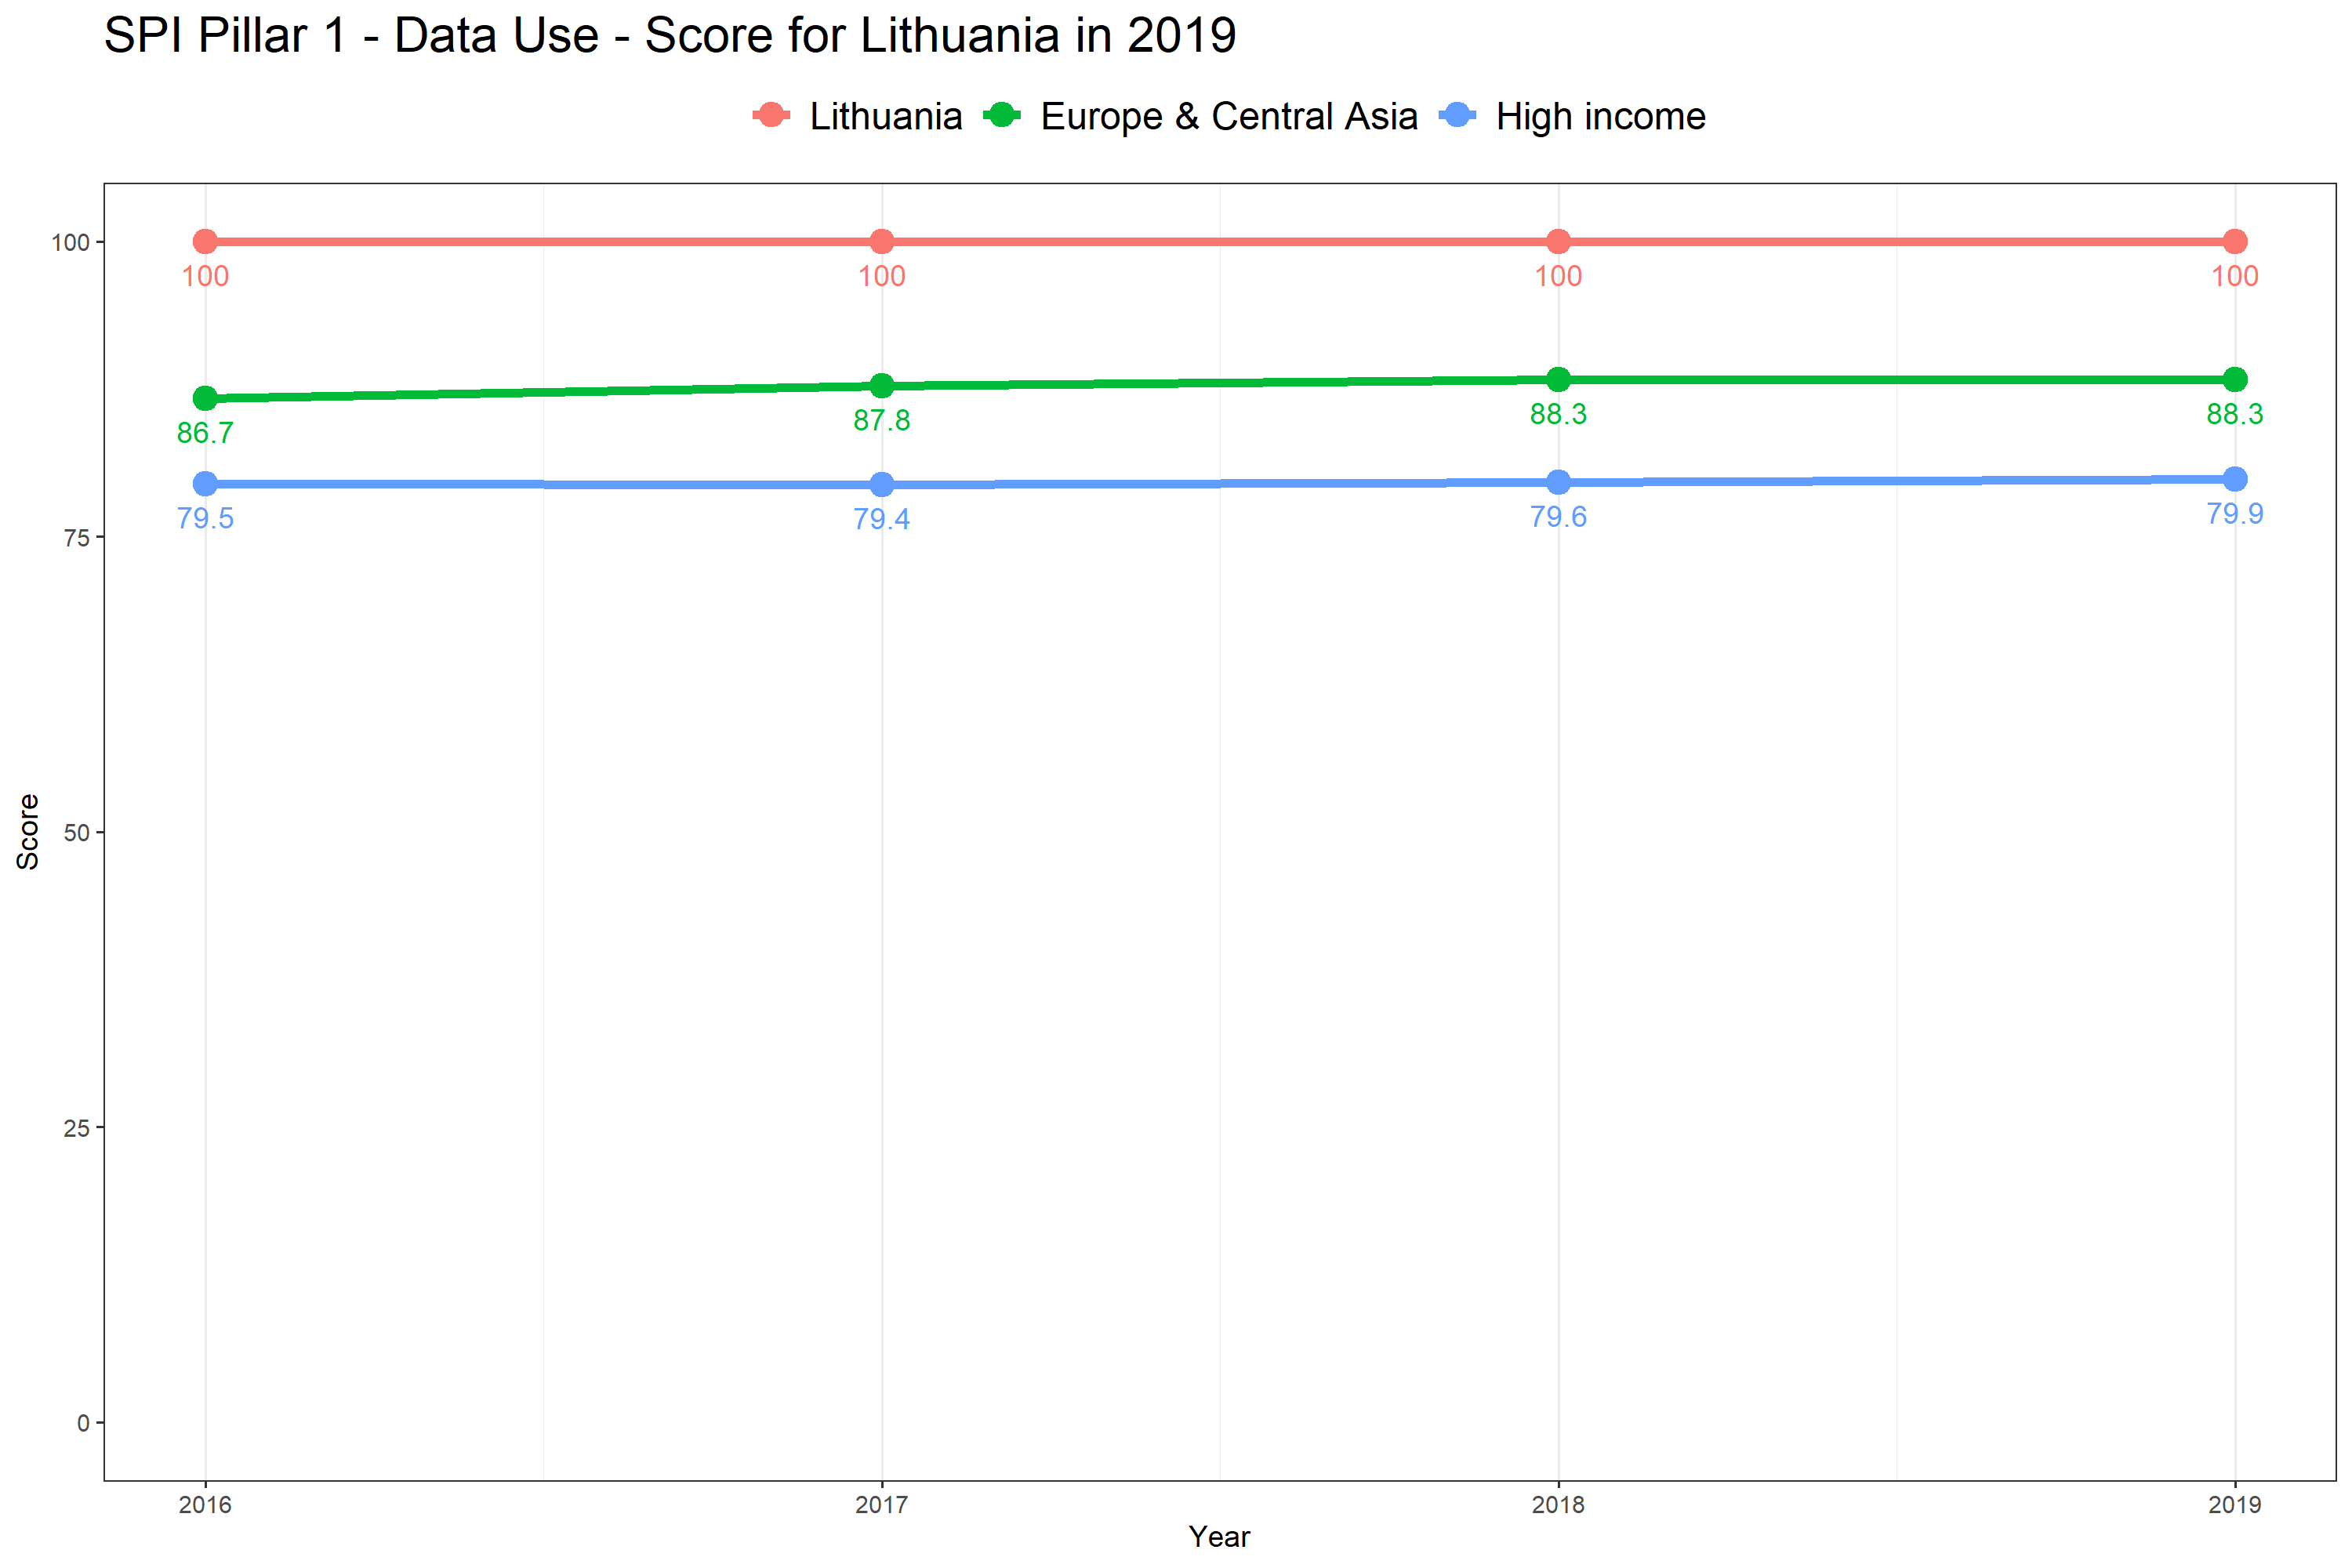 SPI Pillar 1 - Data Use - Score for Lithuania in 2019
Lithuania Europe & Central Asia High income
100
100 100 100 100
86.7 87.8 88.3 88.3
79.5 79.4 79.6 79.9
75
50
Score
25
0
2016 2017 2018 2019
Year